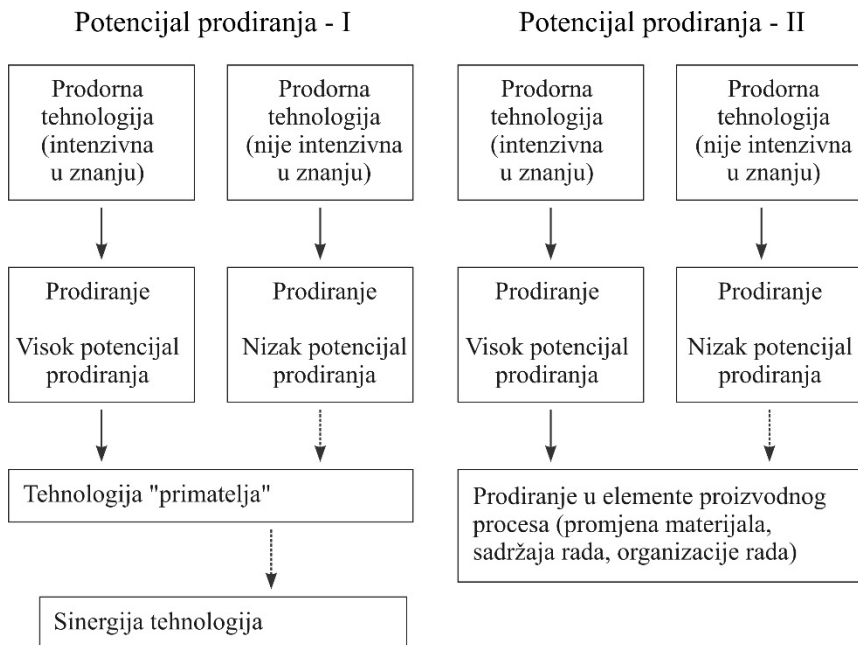 Potencijal prodiranja - I
Prodorna
tehnologija
(intenzivna
u znanju)
Prodorna
tehnologija
(nije intenzivna
u znanju)
Prodiranje
Visok potencijal
prodiranja
Prodiranje
Nizak potencijal
prodiranja
Tehnologija "primatelja"
Sinergija tehnologija
Potencijal prodiranja - II
Prodorna
tehnologija
(intenzivna
u znanju)
Prodorna
tehnologija
(nije intenzivna
u znanju)
Prodiranje
Visok potencijal
prodiranja
Prodiranje
Nizak potencijal
prodiranja
Prodiranje u elemente proizvodnog
procesa (promjena materijala,
sadržaja rada, organizacije rada)